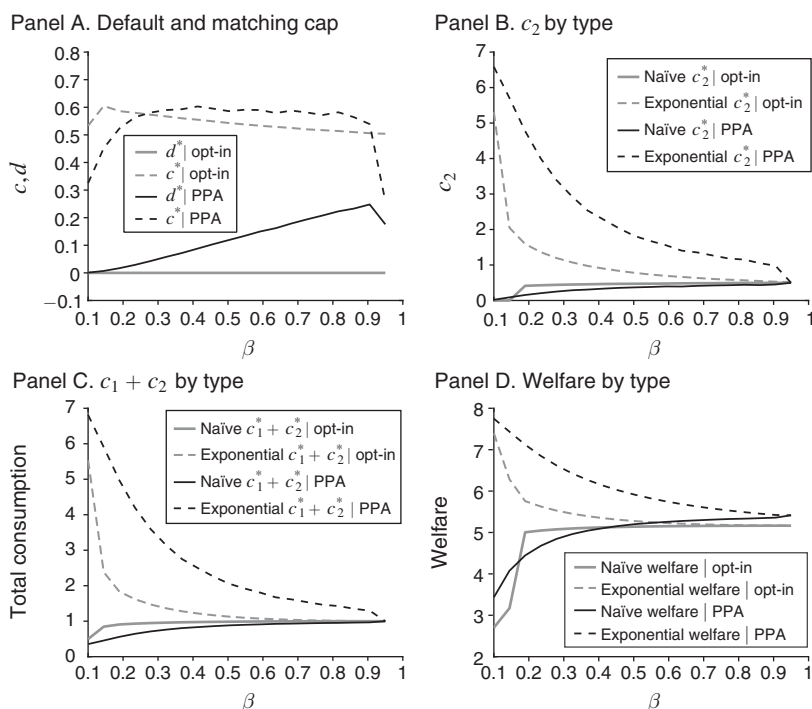 Panel A. Default and matching cap
0.8
0.7
0.6
0.5
0.4
0.3
0.2
0.1
0
−0.1
c,d
d*| opt-in
c*| opt-in
d*| PPA
c*| PPA
0.1 0.2 0.3 0.4 0.5 0.6 0.7 0.8 0.9 1
β
Panel B. c₂ by type
7
6
5
4
3
2
1
0
c₂
Naïve c₂*| opt-in
Exponential c₂*| opt-in
Naïve c₂*| PPA
Exponential c₂*| PPA
0.1 0.2 0.3 0.4 0.5 0.6 0.7 0.8 0.9 1
β
Panel C. c₁ + c₂ by type
7
6
5
4
3
2
1
0
Total consumption
Naïve c₁*+ c₂*| opt-in
Exponential c₁*+ c₂*| opt-in
Naïve c₁*+ c₂*| PPA
Exponential c₁*+ c₂* | PPA
0.1 0.2 0.3 0.4 0.5 0.6 0.7 0.8 0.9 1
β
Panel D. Welfare by type
8
7
6
5
4
3
2
Welfare
Naïve welfare | opt-in
Exponential welfare | opt-in
Naïve welfare | PPA
Exponential welfare | PPA
0.1 0.2 0.3 0.4 0.5 0.6 0.7 0.8 0.9 1
β